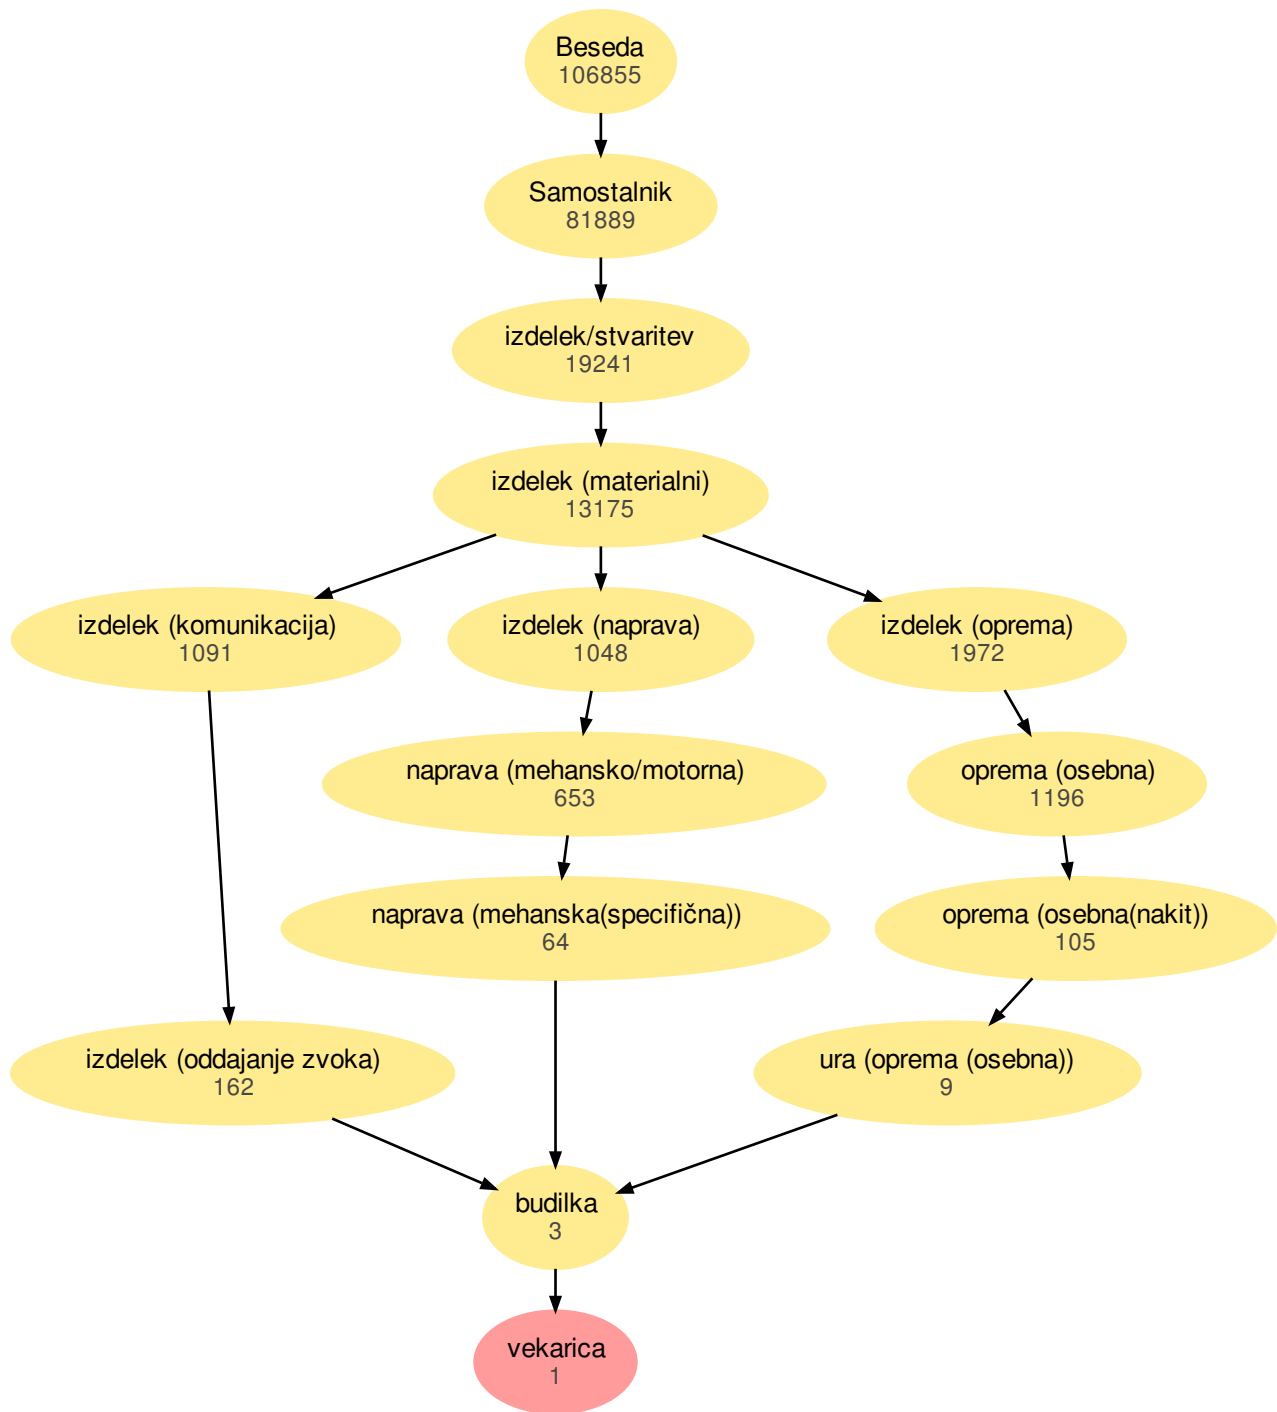 Beseda
106855
Samostalnik
81889
izdelek/stvaritev
19241
izdelek (materialni)
13175
izdelek (komunikacija)
1091
izdelek (naprava)
1048
izdelek (oprema)
1972
naprava (mehansko/motorna)
653
oprema (osebna)
1196
naprava (mehanska(specifična))
64
oprema (osebna(nakit))
105
izdelek (oddajanje zvoka)
162
ura (oprema (osebna))
9
budilka
3
vekarica
1